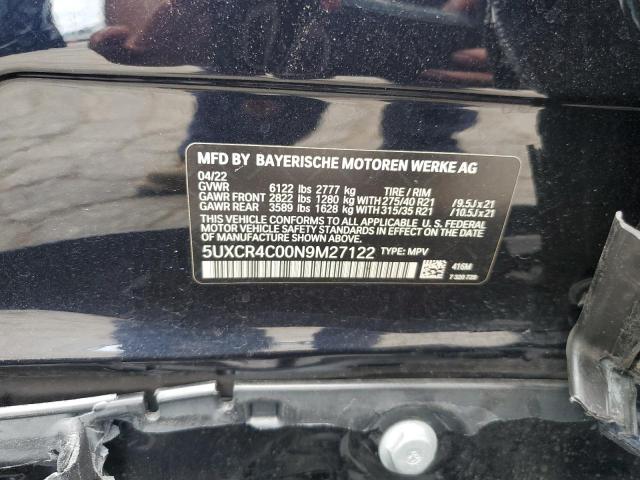 MFD BY BAYERISCHE MOTOREN WERKE AG
04/22
GVWR 6122 lbs 2777 kg TIRE / RIM
GAWR FRONT 2822 lbs 1280 kg WITH 275/40 R21 /9.5Jx21
GAWR REAR 3589 lbs 1628 kg WITH 315/35 R21 /10.5Jx21
THIS VEHICLE CONFORMS TO ALL APPLICABLE U. S. FEDERAL
MOTOR VEHICLE SAFETY STANDARDS IN EFFECT
ON THE DATE OF MANUFACTURE SHOWN ABOVE.
5UXCR4C00N9M27122 TYPE: MPV
416M